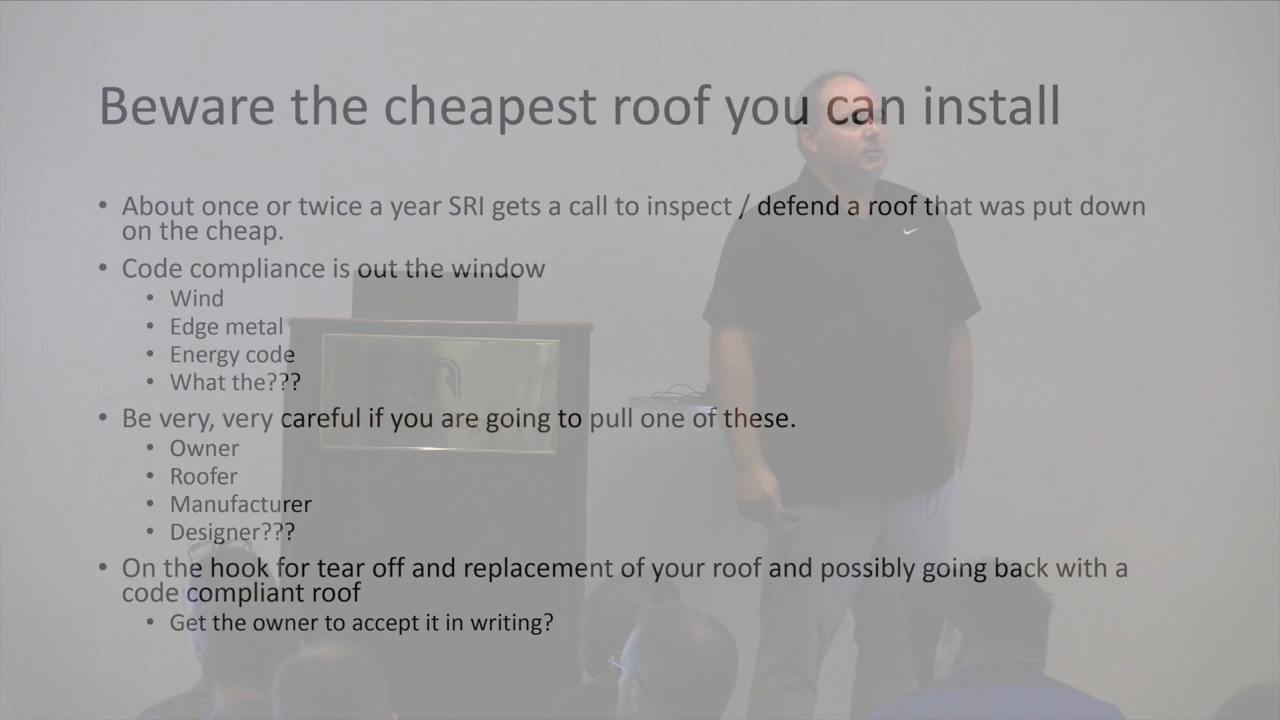 Beware the cheapest roof you can install
• About once or twice a year SRI gets a call to inspect / defend a roof that was put down
on the cheap.
• Code compliance is out the window
• Wind
• Edge metal
• Energy code
• What the???
• Be very, very careful if you are going to pull one of these.
• Owner
• Roofer
• Manufacturer
• Designer???
• On the hook for tear off and replacement of your roof and possibly going back with a
code compliant roof
• Get the owner to accept it in writing?